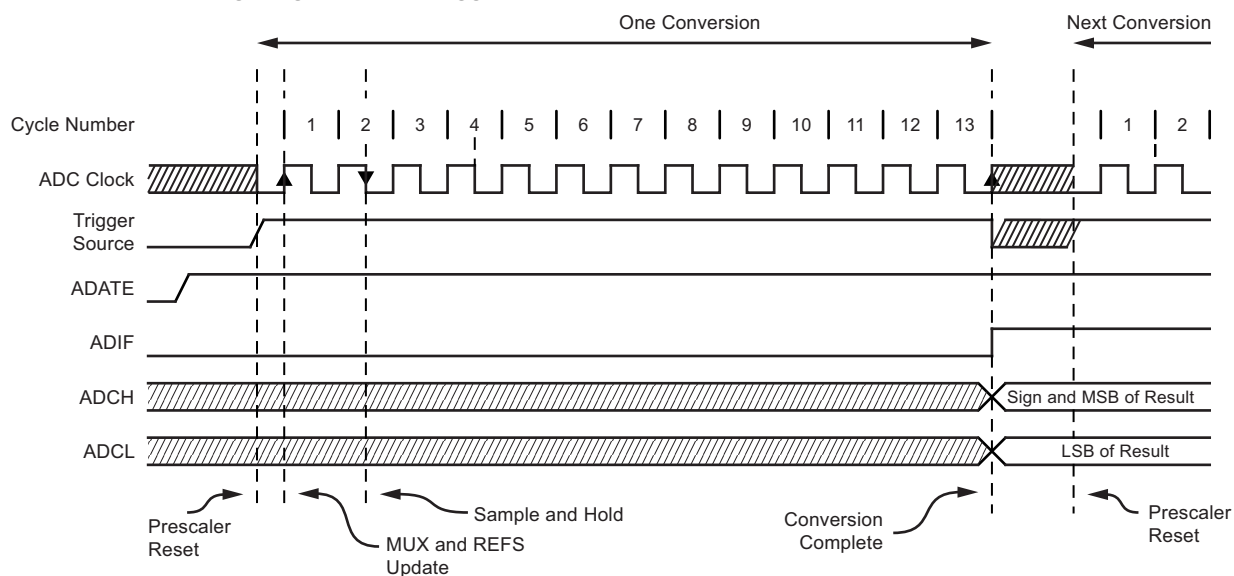 One Conversion
Next Conversion
Cycle Number
1 2 3 4 5 6 7 8 9 10 11 12 13 1 2
ADC Clock
Trigger
Source
ADATE
ADIF
ADCH
Sign and MSB of Result
ADCL
LSB of Result
Prescaler
Reset
MUX and REFS
Update
Sample and Hold
Conversion
Complete
Prescaler
Reset